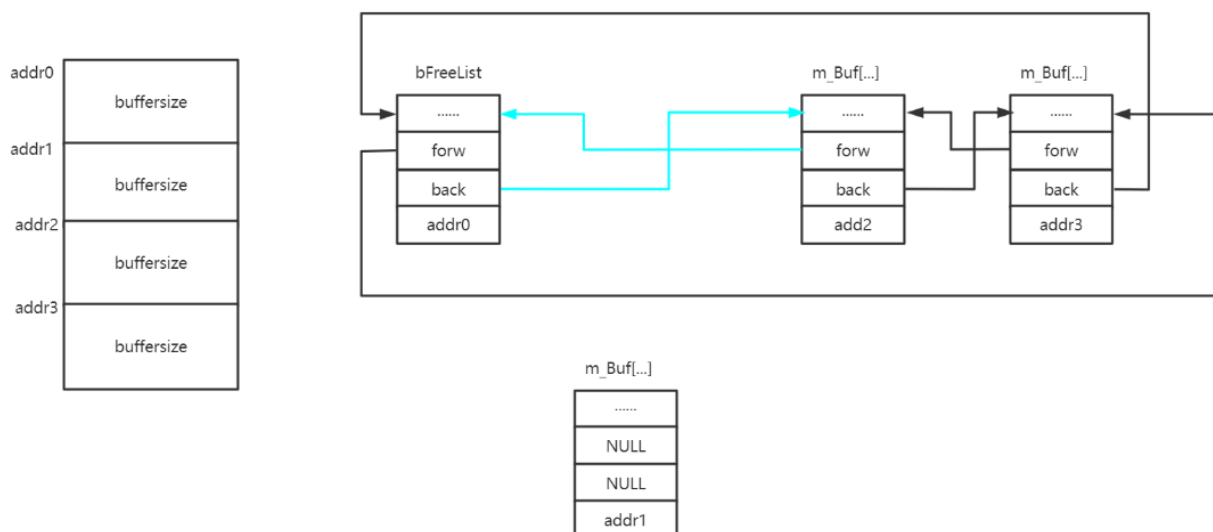 addr0
buffersize
addr1
buffersize
addr2
buffersize
addr3
buffersize
bFreeList
......
forw
back
addr0
m_Buf[...]
......
forw
back
add2
m_Buf[...]
......
forw
back
addr3
m_Buf[...]
......
NULL
NULL
addr1